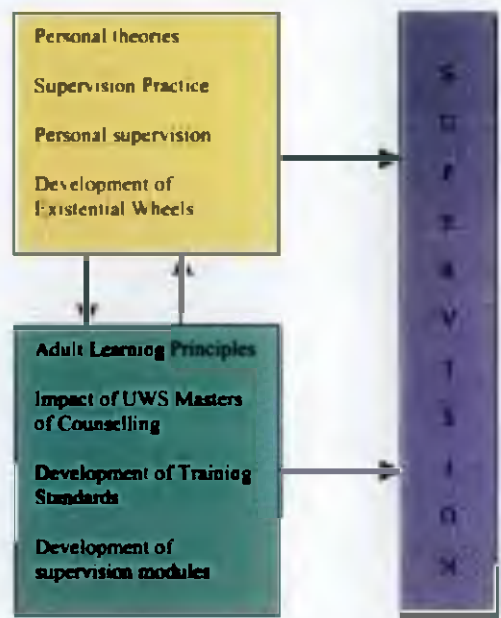 Personal theories
Supervision Practice
Personal supervision
Development of
Existential Wheels
Adult Learning Principles
Impact of UWS Masters
of Counselling
Development of Training
Standards
Development of
supervision modules
S
U
P
E
R
V
I
S
I
O
N